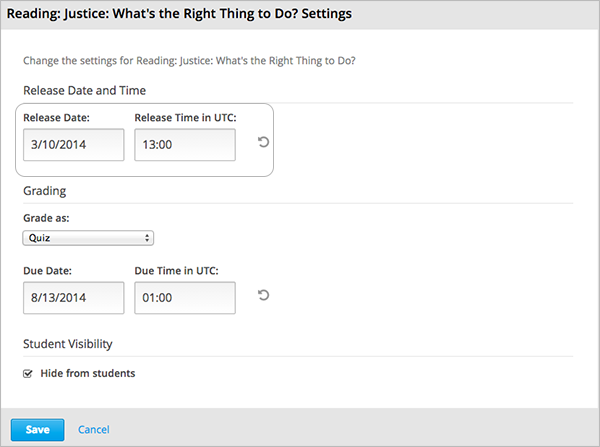 Reading: Justice: What's the Right Thing to Do? Settings
Change the settings for Reading: Justice: What's the Right Thing to Do?
Release Date and Time
Release Date: Release Time in UTC:
3/10/2014 13:00
Grading
Grade as:
Quiz
Due Date: Due Time in UTC:
8/13/2014 01:00
Student Visibility
Hide from students
Save Cancel